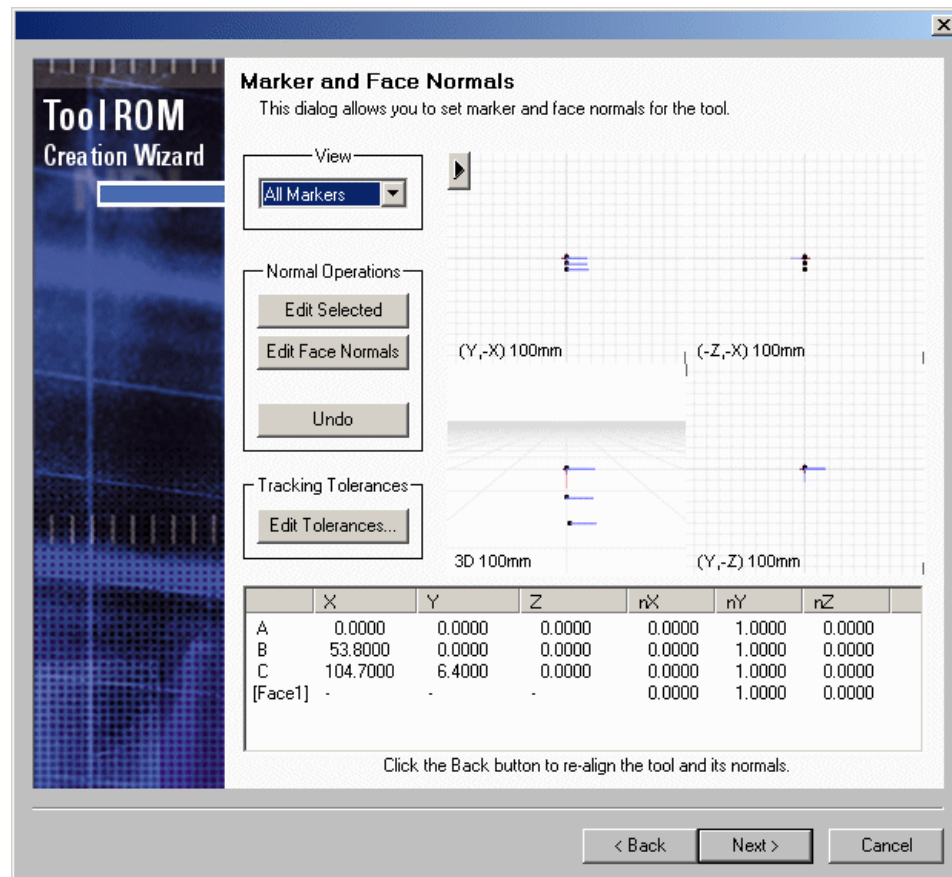 Tool ROM
Creation Wizard
Marker and Face Normals
This dialog allows you to set marker and face normals for the tool.
View
All Markers
Normal Operations
Edit Selected
Edit Face Normals
Undo
Tracking Tolerances
Edit Tolerances...
(Y,-X) 100mm
(-Z,-X) 100mm
3D 100mm
(Y,-Z) 100mm
X Y Z nX nY nZ
A 0.0000 0.0000 0.0000 0.0000 1.0000 0.0000
B 53.8000 0.0000 0.0000 0.0000 1.0000 0.0000
C 104.7000 6.4000 0.0000 0.0000 1.0000 0.0000
[Face1] - - - 0.0000 1.0000 0.0000
Click the Back button to re-align the tool and its normals.
< Back
Next >
Cancel